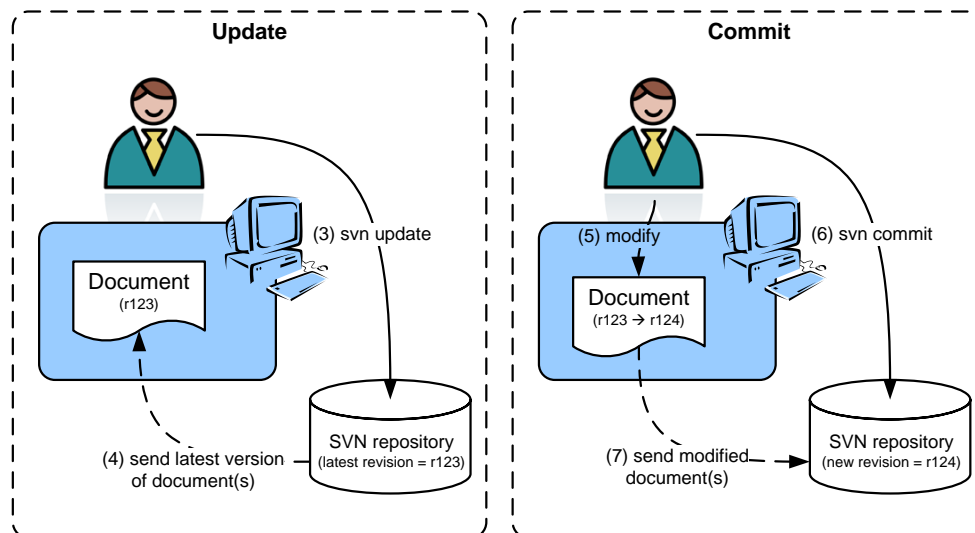 Update
(3) svn update
Document
(r123)
SVN repository
(latest revision = r123)
(4) send latest version
of document(s)
Commit
(5) modify
(6) svn commit
Document
(r123 → r124)
SVN repository
(new revision = r124)
(7) send modified
document(s)